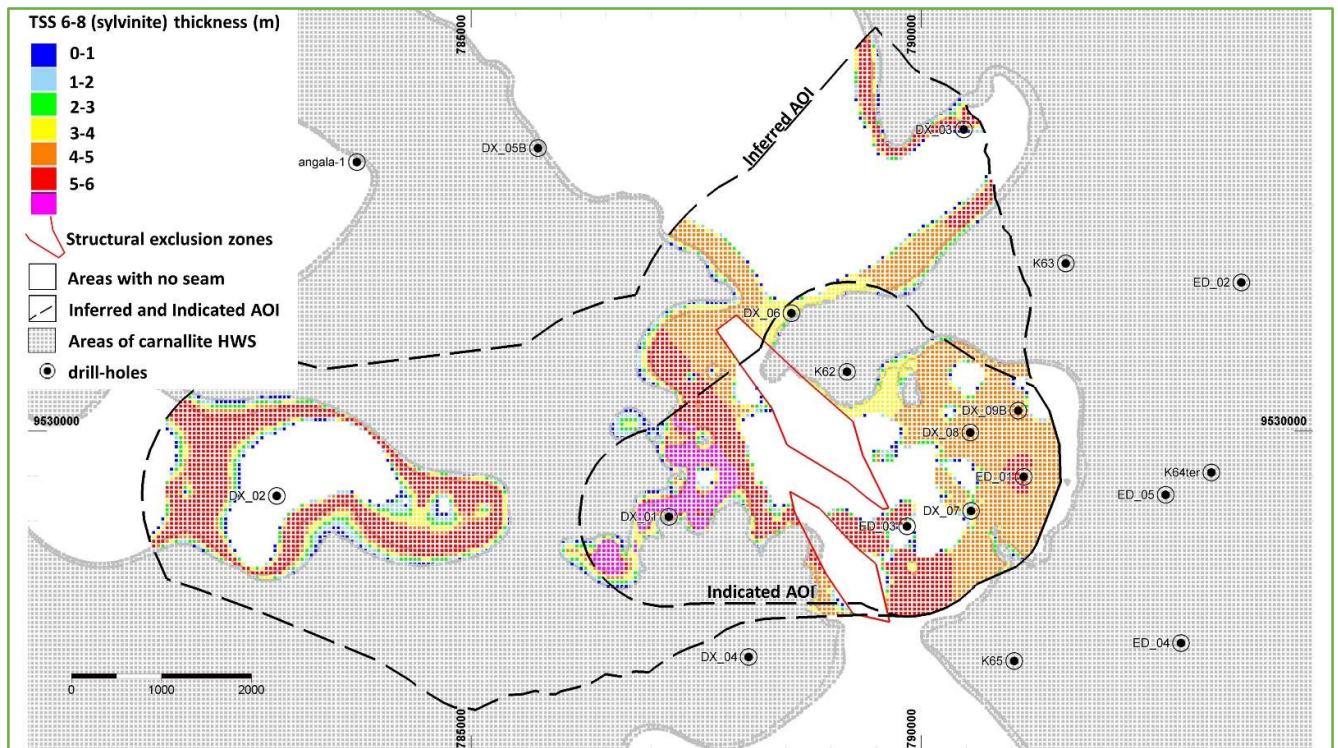 TSS 6-8 (sylvinite) thickness (m)
0-1
1-2
2-3
3-4
4-5
5-6
Structural exclusion zones
Areas with no seam
Inferred and Indicated AOI
Areas of carnallite HWS
drill-holes
785000
790000
Inferred AOI
DX_03
DX_05B
angala-1
K63
ED_02
DX_06
K62
DX_09B
9530000
DX_08
9530000
K64ter
ED_01
ED_05
DX_02
DX_07
DX_01
ED_03
Indicated AOI
ED_04
DX_04
K65
0
1000
2000
785000
790000